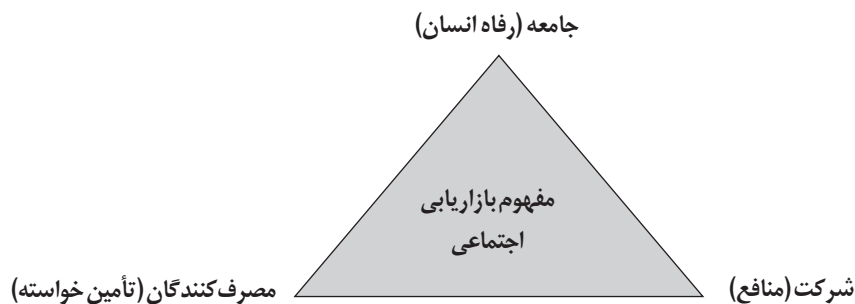 جامعه (رفاه انسان)
مفهوم بازاریابی
اجتماعی
شرکت (منافع)
مصرف‌کنندگان (تأمین خواسته)